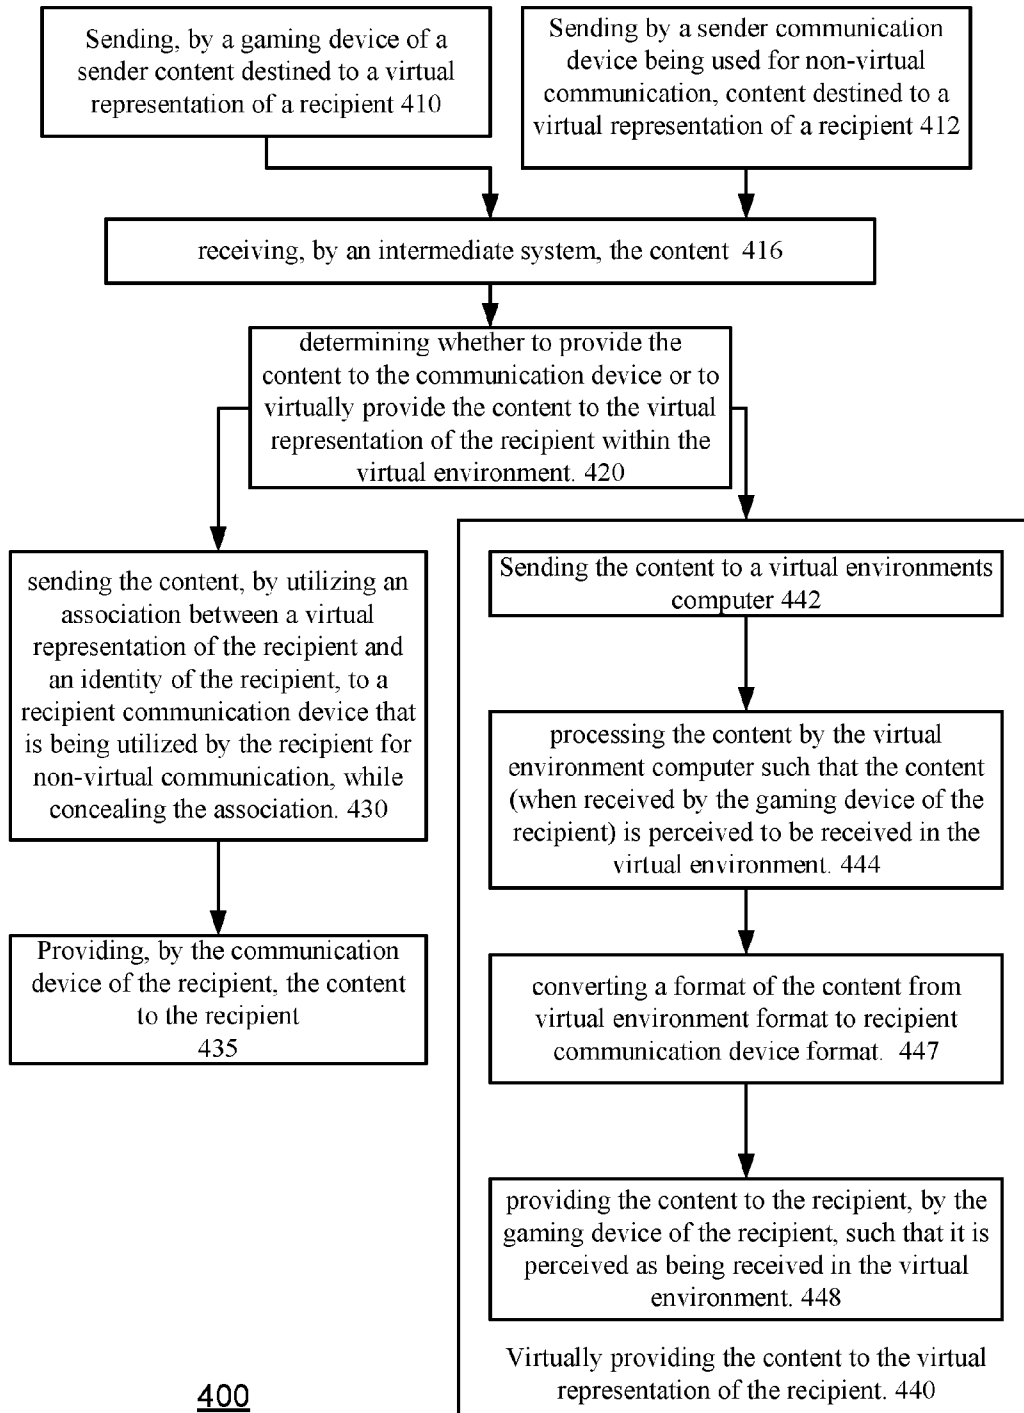 Sending, by a gaming device of a
sender content destined to a virtual
representation of a recipient 410
Sending by a sender communication
device being used for non-virtual
communication, content destined to a
virtual representation of a recipient 412
receiving, by an intermediate system, the content 416
determining whether to provide the
content to the communication device or to
virtually provide the content to the virtual
representation of the recipient within the
virtual environment. 420
sending the content, by utilizing an
association between a virtual
representation of the recipient and
an identity of the recipient, to a
recipient communication device that
is being utilized by the recipient for
non-virtual communication, while
concealing the association. 430
Providing, by the communication
device of the recipient, the content
to the recipient
435
Sending the content to a virtual environments
computer 442
processing the content by the virtual
environment computer such that the content
(when received by the gaming device of the
recipient) is perceived to be received in the
virtual environment. 444
converting a format of the content from
virtual environment format to recipient
communication device format. 447
providing the content to the recipient, by the
gaming device of the recipient, such that it is
perceived as being received in the virtual
environment. 448
Virtually providing the content to the virtual
representation of the recipient. 440
400